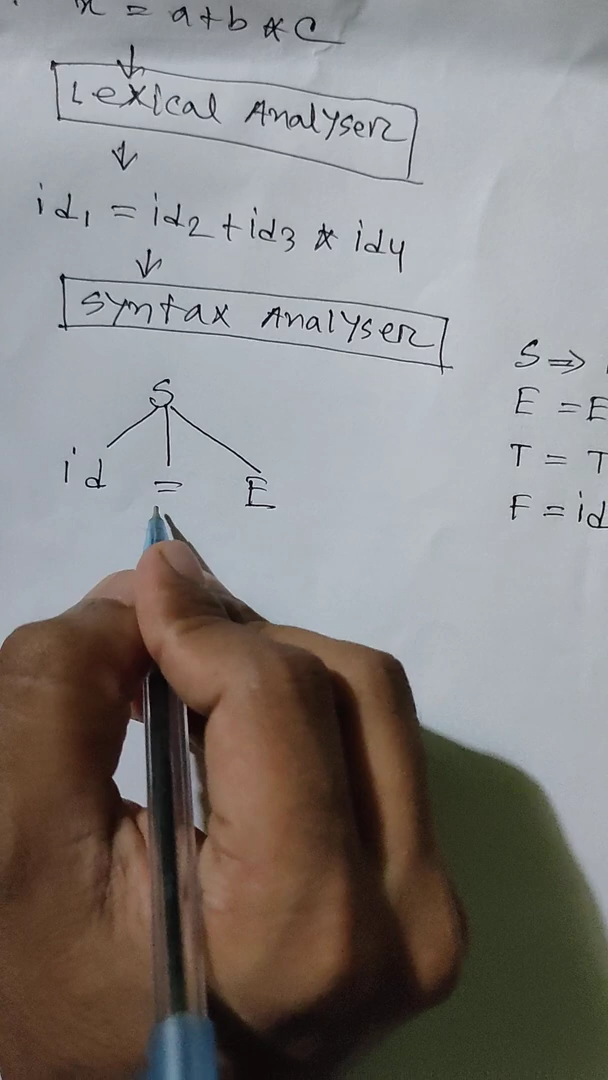 x = a+b*c
Lexical Analyser
id1 = id2 + id3 * id4
Syntax Analyser
S
id = E
S ⇒
E = E
T = T
F = id